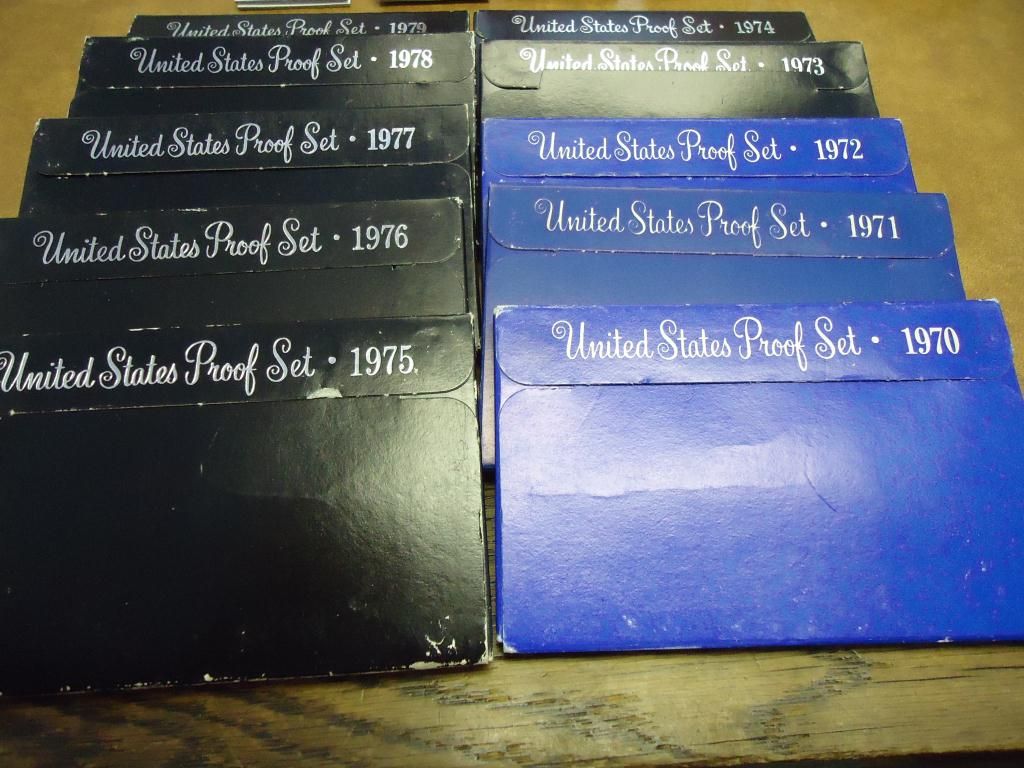 United States Proof Set · 1979
United States Proof Set · 1978
United States Proof Set · 1977
United States Proof Set · 1976
United States Proof Set · 1975
United States Proof Set · 1974
United States Proof Set · 1973
United States Proof Set · 1972
United States Proof Set · 1971
United States Proof Set · 1970